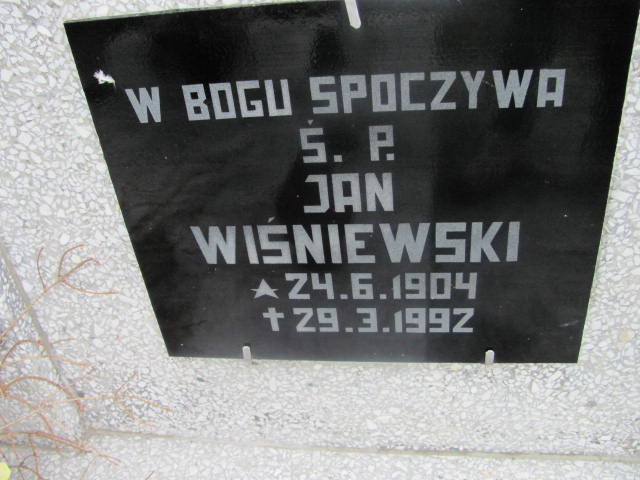 W BOGU SPOCZYWA
Ś. P.
JAN
WIŚNIEWSKI
★ 24.6.1904
✝ 29.3.1992